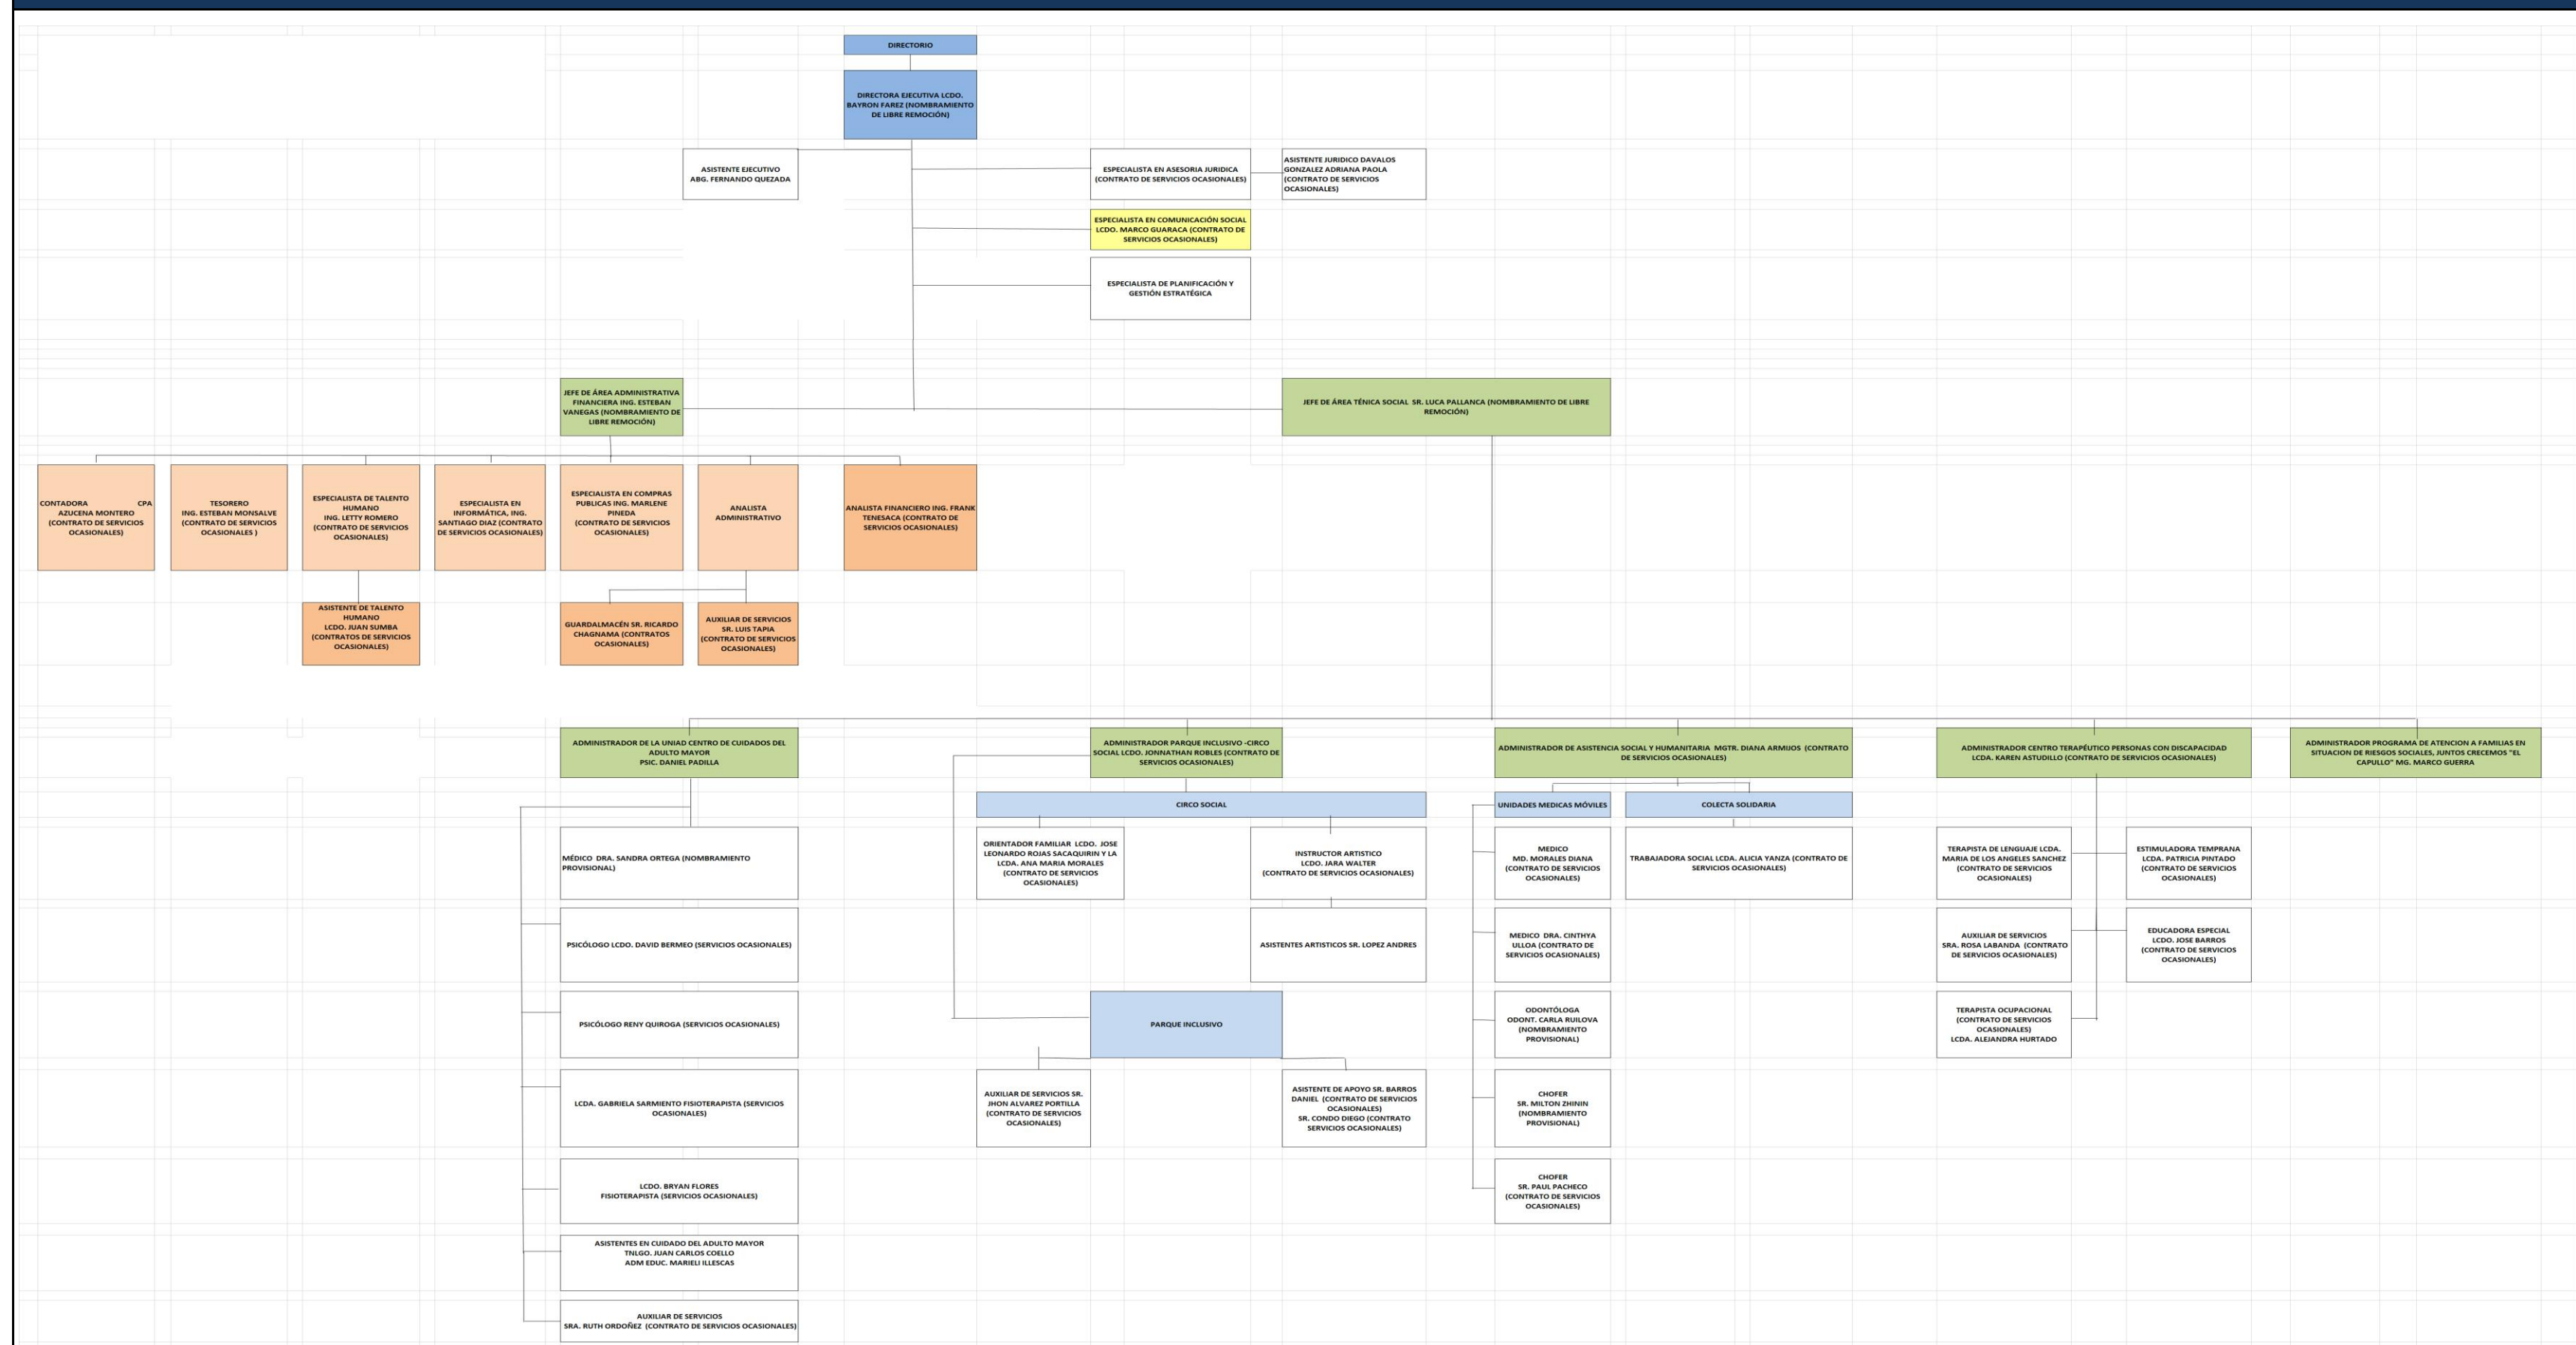 DIRECTORIO
DIRECTORA EJECUTIVA LCDO.
BAYRON FAREZ (NOMBRAMIENTO
DE LIBRE REMOCIÓN)
ASISTENTE EJECUTIVO
ABG. FERNANDO QUEZADA
ESPECIALISTA EN ASESORIA JURIDICA
(CONTRATO DE SERVICIOS OCASIONALES)
ASISTENTE JURIDICO DAVALOS
GONZALEZ ADRIANA PAOLA
(CONTRATO DE SERVICIOS
OCASIONALES)
ESPECIALISTA EN COMUNICACIÓN SOCIAL
LCDO. MARCO GUARACA (CONTRATO DE
SERVICIOS OCASIONALES)
ESPECIALISTA DE PLANIFICACIÓN Y
GESTIÓN ESTRATÉGICA
JEFE DE ÁREA ADMINISTRATIVA
FINANCIERA ING. ESTEBAN
VANEGAS (NOMBRAMIENTO DE
LIBRE REMOCIÓN)
JEFE DE ÁREA TÉNICA SOCIAL SR. LUCA PALLANCA (NOMBRAMIENTO DE LIBRE
REMOCIÓN)
CONTADORA CPA
AZUCENA MONTERO
(CONTRATO DE SERVICIOS
OCASIONALES)
TESORERO
ING. ESTEBAN MONSALVE
(CONTRATO DE SERVICIOS
OCASIONALES )
ESPECIALISTA DE TALENTO
HUMANO
ING. LETTY ROMERO
(CONTRATO DE SERVICIOS
OCASIONALES)
ESPECIALISTA EN
INFORMÁTICA, ING.
SANTIAGO DIAZ (CONTRATO
DE SERVICIOS OCASIONALES)
ESPECIALISTA EN COMPRAS
PUBLICAS ING. MARLENE
PINEDA
(CONTRATO DE SERVICIOS
OCASIONALES)
ANALISTA
ADMINISTRATIVO
ANALISTA FINANCIERO ING. FRANK
TENESACA (CONTRATO DE
SERVICIOS OCASIONALES)
ASISTENTE DE TALENTO
HUMANO
LCDO. JUAN SUMBA
(CONTRATOS DE SERVICIOS
OCASIONALES)
GUARDALMACÉN SR. RICARDO
CHAGNAMA (CONTRATOS
OCASIONALES)
AUXILIAR DE SERVICIOS
SR. LUIS TAPIA
(CONTRATO DE SERVICIOS
OCASIONALES)
ADMINISTRADOR DE LA UNIAD CENTRO DE CUIDADOS DEL
ADULTO MAYOR
PSIC. DANIEL PADILLA
ADMINISTRADOR PARQUE INCLUSIVO -CIRCO
SOCIAL LCDO. JONNATHAN ROBLES (CONTRATO DE
SERVICIOS OCASIONALES)
ADMINISTRADOR DE ASISTENCIA SOCIAL Y HUMANITARIA MGTR. DIANA ARMIJOS (CONTRATO
DE SERVICIOS OCASIONALES)
ADMINISTRADOR CENTRO TERAPÉUTICO PERSONAS CON DISCAPACIDAD
LCDA. KAREN ASTUDILLO (CONTRATO DE SERVICIOS OCASIONALES)
ADMINISTRADOR PROGRAMA DE ATENCION A FAMILIAS EN
SITUACION DE RIESGOS SOCIALES, JUNTOS CRECEMOS "EL
CAPULLO" MG. MARCO GUERRA
CIRCO SOCIAL
UNIDADES MEDICAS MÓVILES
COLECTA SOLIDARIA
MÉDICO DRA. SANDRA ORTEGA (NOMBRAMIENTO
PROVISIONAL)
ORIENTADOR FAMILIAR LCDO. JOSE
LEONARDO ROJAS SACAQUIRIN Y LA
LCDA. ANA MARIA MORALES
(CONTRATO DE SERVICIOS
OCASIONALES)
INSTRUCTOR ARTISTICO
LCDO. JARA WALTER
(CONTRATO DE SERVICIOS OCASIONALES)
MEDICO
MD. MORALES DIANA
(CONTRATO DE SERVICIOS
OCASIONALES)
TRABAJADORA SOCIAL LCDA. ALICIA YANZA (CONTRATO DE
SERVICIOS OCASIONALES)
TERAPISTA DE LENGUAJE LCDA.
MARIA DE LOS ANGELES SANCHEZ
(CONTRATO DE SERVICIOS
OCASIONALES)
ESTIMULADORA TEMPRANA
LCDA. PATRICIA PINTADO
(CONTRATO DE SERVICIOS
OCASIONALES)
PSICÓLOGO LCDO. DAVID BERMEO (SERVICIOS OCASIONALES)
ASISTENTES ARTISTICOS SR. LOPEZ ANDRES
MEDICO DRA. CINTHYA
ULLOA (CONTRATO DE
SERVICIOS OCASIONALES)
AUXILIAR DE SERVICIOS
SRA. ROSA LABANDA (CONTRATO
DE SERVICIOS OCASIONALES)
EDUCADORA ESPECIAL
LCDO. JOSE BARROS
(CONTRATO DE SERVICIOS
OCASIONALES)
PSICÓLOGO RENY QUIROGA (SERVICIOS OCASIONALES)
PARQUE INCLUSIVO
ODONTÓLOGA
ODONT. CARLA RUILOVA
(NOMBRAMIENTO
PROVISIONAL)
TERAPISTA OCUPACIONAL
(CONTRATO DE SERVICIOS
OCASIONALES)
LCDA. ALEJANDRA HURTADO
LCDA. GABRIELA SARMIENTO FISIOTERAPISTA (SERVICIOS
OCASIONALES)
AUXILIAR DE SERVICIOS SR.
JHON ALVAREZ PORTILLA
(CONTRATO DE SERVICIOS
OCASIONALES)
ASISTENTE DE APOYO SR. BARROS
DANIEL (CONTRATO DE SERVICIOS
OCASIONALES)
SR. CONDO DIEGO (CONTRATO
SERVICIOS OCASIONALES)
CHOFER
SR. MILTON ZHININ
(NOMBRAMIENTO
PROVISIONAL)
LCDO. BRYAN FLORES
FISIOTERAPISTA (SERVICIOS OCASIONALES)
CHOFER
SR. PAUL PACHECO
(CONTRATO DE SERVICIOS
OCASIONALES)
ASISTENTES EN CUIDADO DEL ADULTO MAYOR
TNLGO. JUAN CARLOS COELLO
ADM EDUC. MARIELI ILLESCAS
AUXILIAR DE SERVICIOS
SRA. RUTH ORDOÑEZ (CONTRATO DE SERVICIOS OCASIONALES)